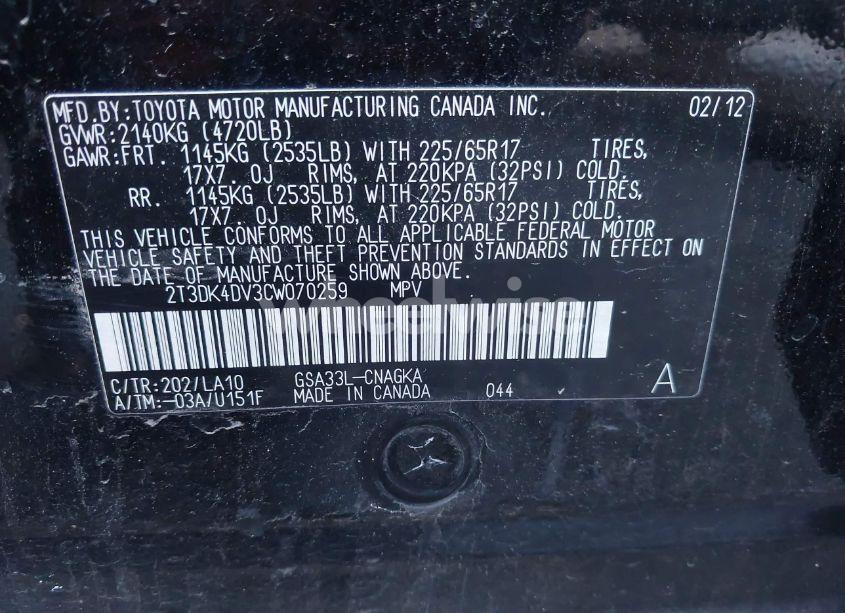 MFD.BY:TOYOTA MOTOR MANUFACTURING CANADA INC. 02/12
GVWR:2140KG (4720LB)
GAWR:FRT. 1145KG (2535LB) WITH 225/65R17 TIRES,
17X7.0J RIMS, AT 220KPA (32PSI) COLD.
RR. 1145KG (2535LB) WITH 225/65R17 TIRES,
17X7.0J RIMS, AT 220KPA (32PSI) COLD.
THIS VEHICLE CONFORMS TO ALL APPLICABLE FEDERAL MOTOR
VEHICLE SAFETY AND THEFT PREVENTION STANDARDS IN EFFECT ON
THE DATE OF MANUFACTURE SHOWN ABOVE.
2T3DK4DV3CW070259 MPV
Wheelwise
C/TR:202/LA10 GSA33L-CNAGKA
A/TM:-03A/U151F MADE IN CANADA 044 A